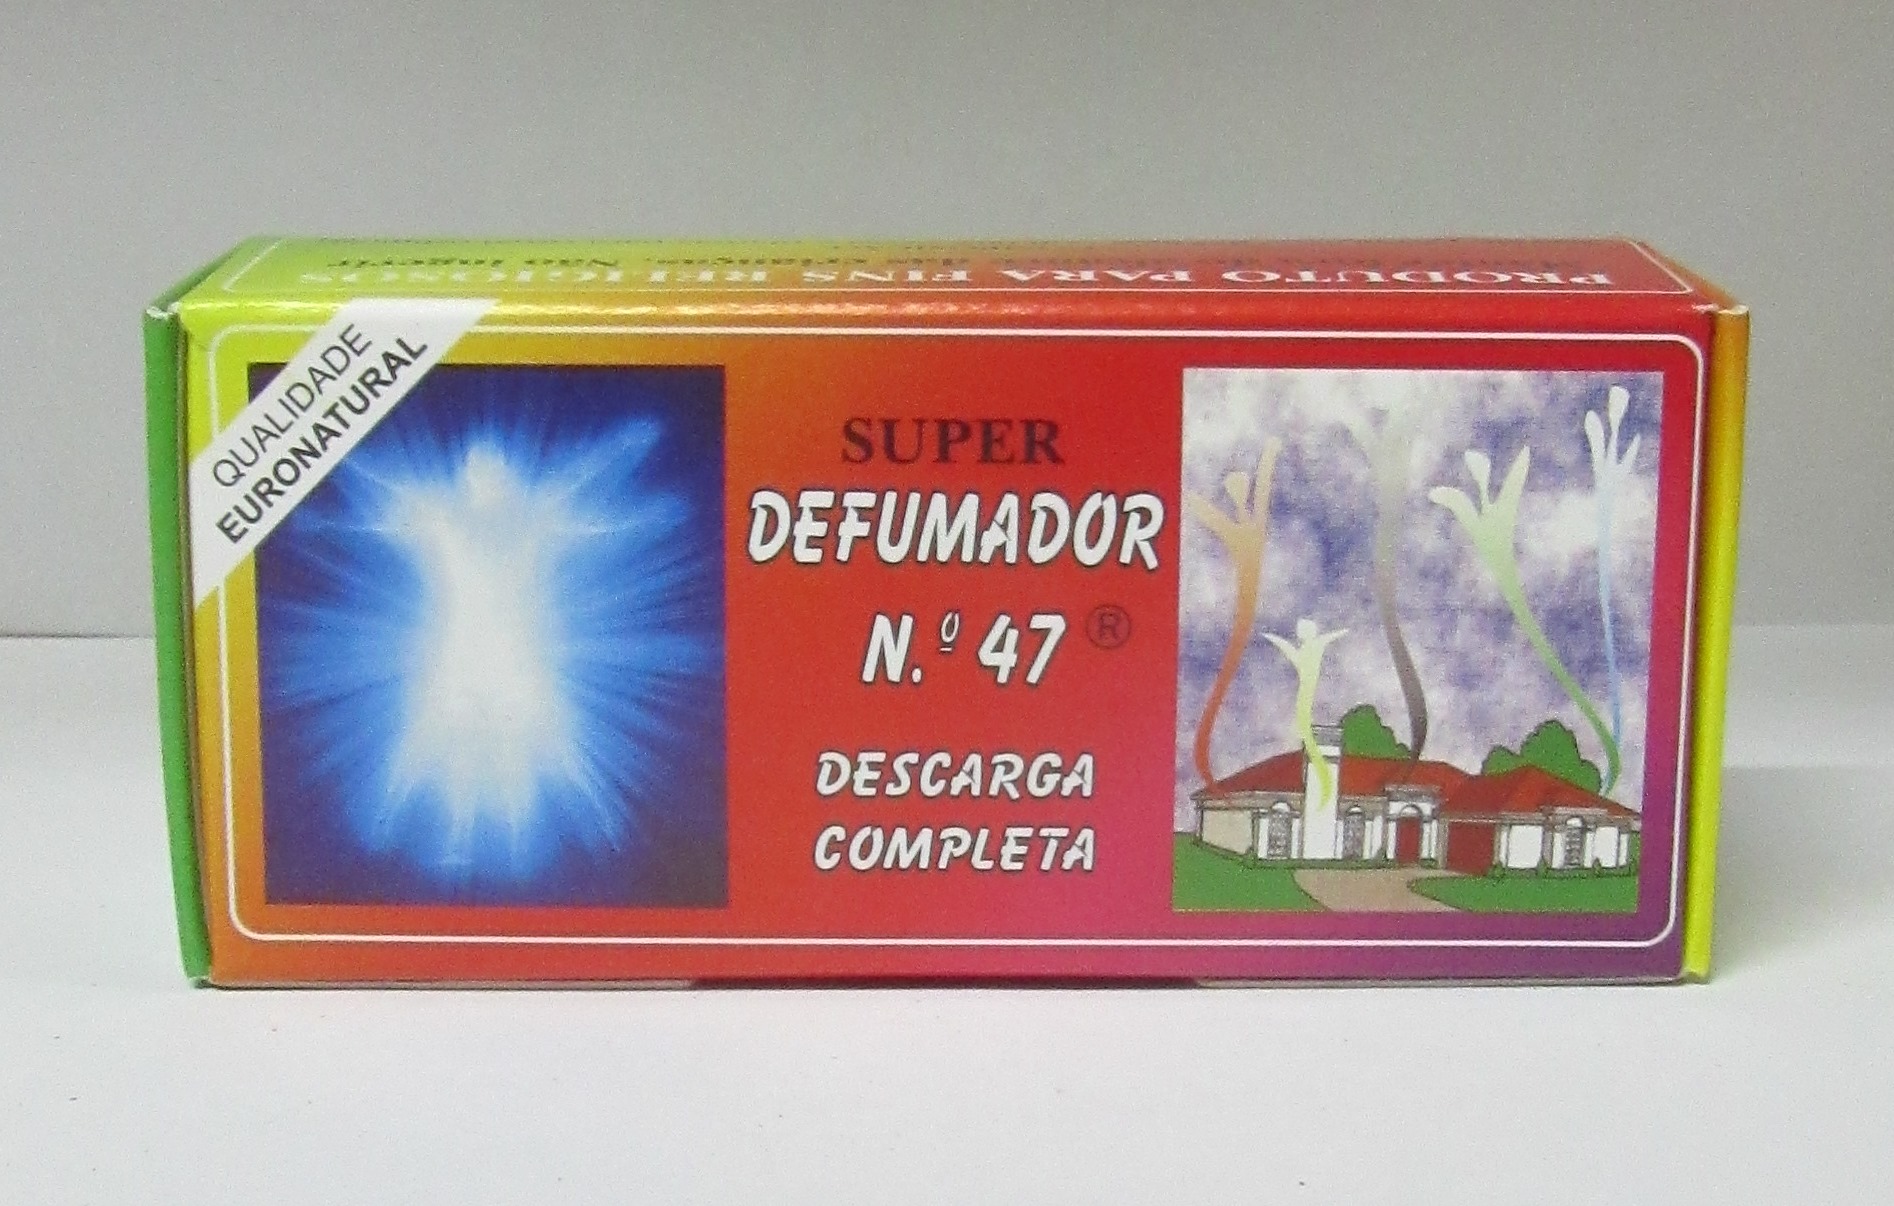 PRODUTO PARA FINS RELIGIOSOS
QUALIDADE
EURONATURAL
SUPER
DEFUMADOR
N.º 47 ®
DESCARGA
COMPLETA